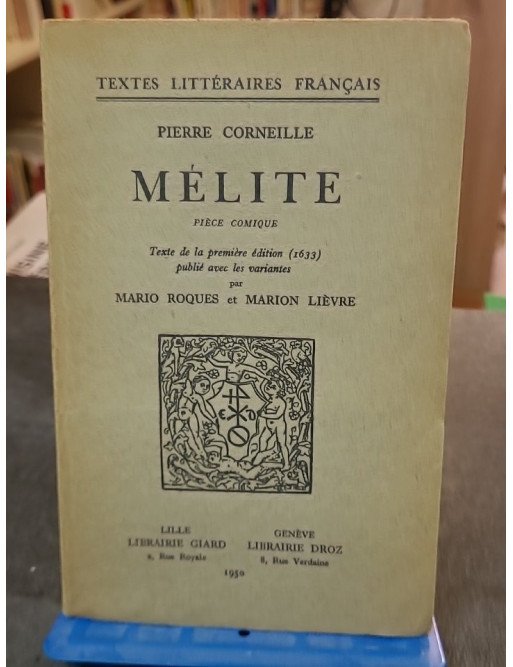 TEXTES LITTÉRAIRES FRANÇAIS
PIERRE CORNEILLE
MÉLITE
PIÈCE COMIQUE
Texte de la première édition (1633)
publié avec les variantes
par
MARIO ROQUES et MARION LIÈVRE
E D
LILLE
LIBRAIRIE GIARD
2, Rue Royale
GENÈVE
LIBRAIRIE DROZ
8, Rue Verdaine
1950